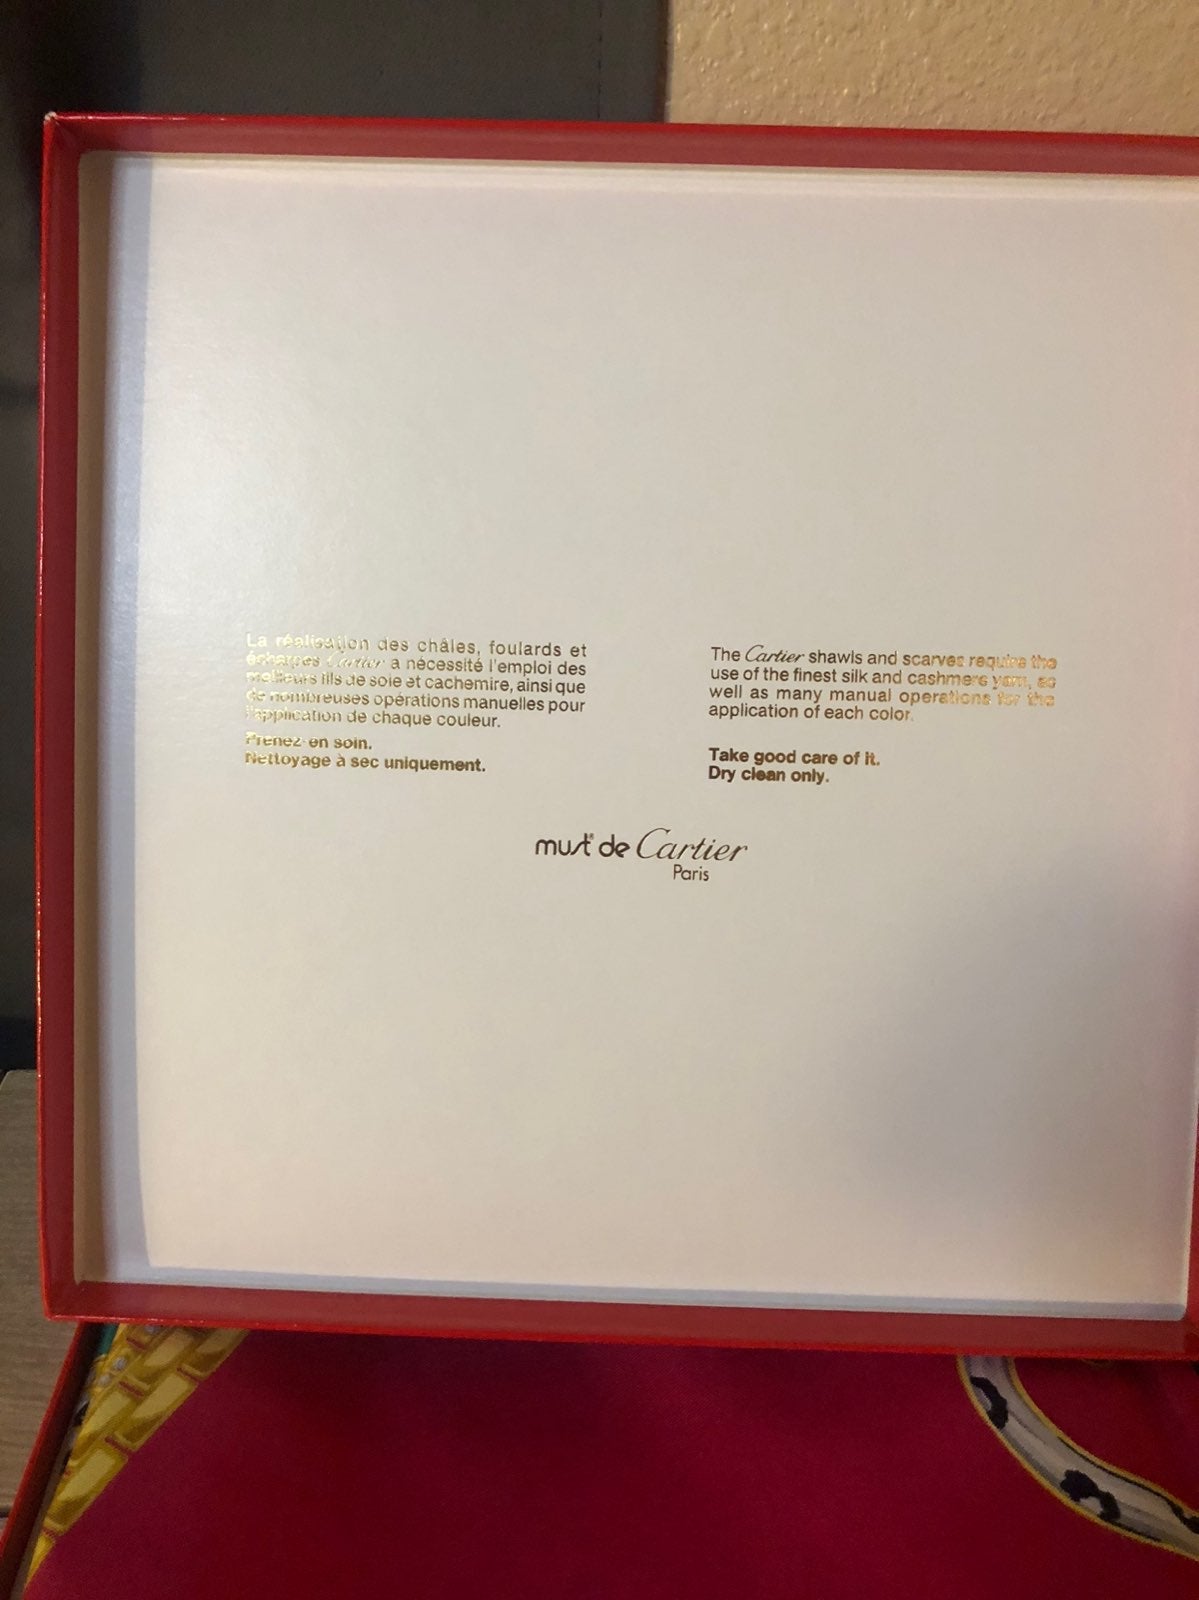 La réalisation des châles, foulards et
écharpes Cartier a nécessité l'emploi des
meilleurs fils de soie et cachemire, ainsi que
de nombreuses opérations manuelles pour
l'application de chaque couleur.
Prenez-en soin.
Nettoyage à sec uniquement.
The Cartier shawls and scarves require the
use of the finest silk and cashmere yarn, as
well as many manual operations for the
application of each color.
Take good care of it.
Dry clean only.
must® de Cartier
Paris